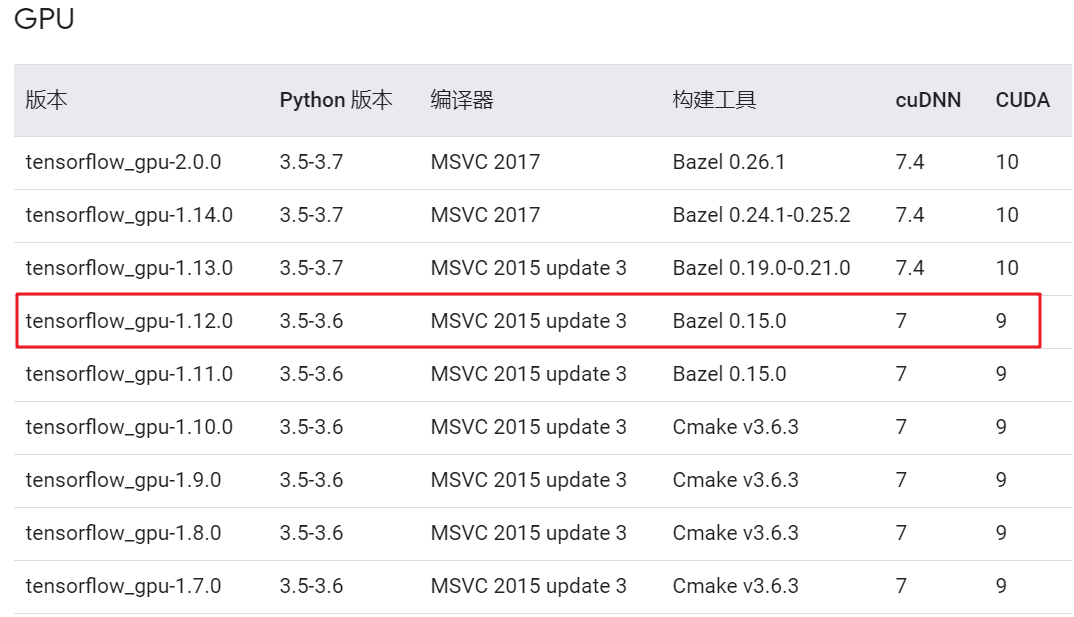 GPU
版本 Python 版本 编译器 构建工具 cuDNN CUDA
tensorflow_gpu-2.0.0 3.5-3.7 MSVC 2017 Bazel 0.26.1 7.4 10
tensorflow_gpu-1.14.0 3.5-3.7 MSVC 2017 Bazel 0.24.1-0.25.2 7.4 10
tensorflow_gpu-1.13.0 3.5-3.7 MSVC 2015 update 3 Bazel 0.19.0-0.21.0 7.4 10
tensorflow_gpu-1.12.0 3.5-3.6 MSVC 2015 update 3 Bazel 0.15.0 7 9
tensorflow_gpu-1.11.0 3.5-3.6 MSVC 2015 update 3 Bazel 0.15.0 7 9
tensorflow_gpu-1.10.0 3.5-3.6 MSVC 2015 update 3 Cmake v3.6.3 7 9
tensorflow_gpu-1.9.0 3.5-3.6 MSVC 2015 update 3 Cmake v3.6.3 7 9
tensorflow_gpu-1.8.0 3.5-3.6 MSVC 2015 update 3 Cmake v3.6.3 7 9
tensorflow_gpu-1.7.0 3.5-3.6 MSVC 2015 update 3 Cmake v3.6.3 7 9